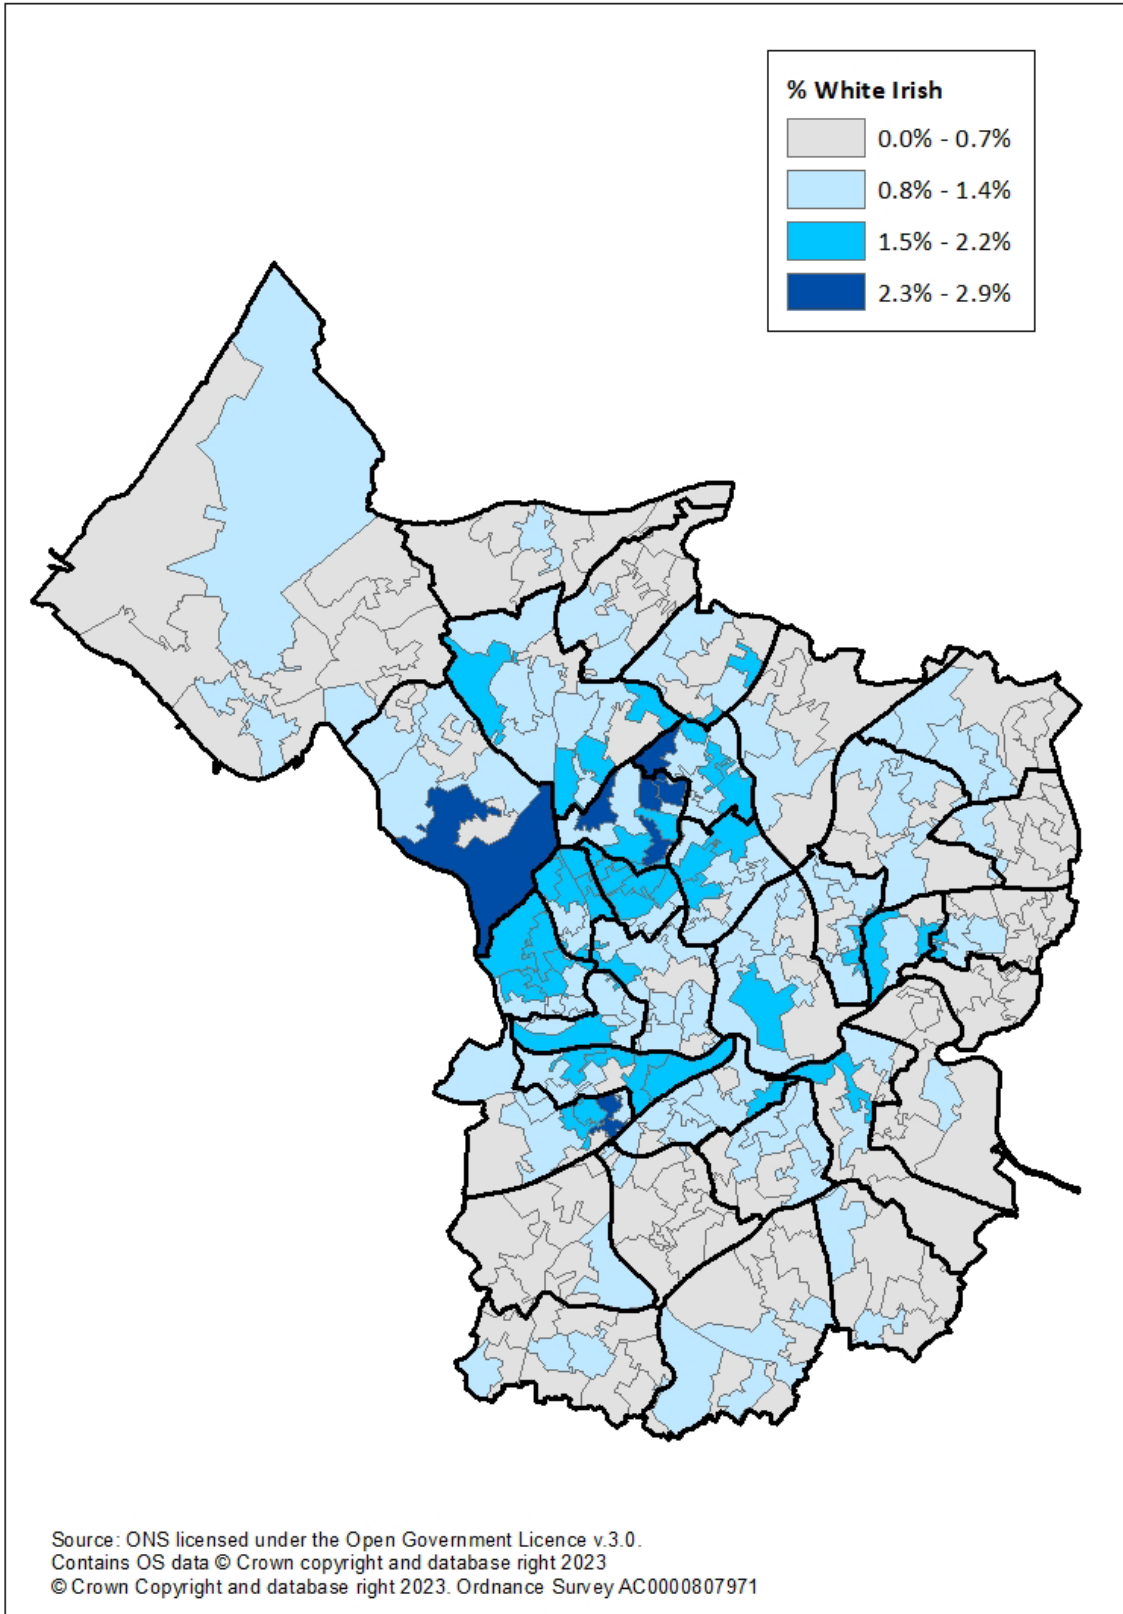 % White Irish
0.0% - 0.7%
0.8% - 1.4%
1.5% - 2.2%
2.3% - 2.9%
Source: ONS licensed under the Open Government Licence v.3.0.
Contains OS data © Crown copyright and database right 2023
© Crown Copyright and database right 2023. Ordnance Survey AC0000807971